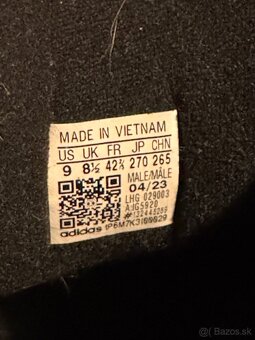 MADE IN VIETNAM
US UK FR JP CHN
9 8½ 42⅔ 270 265
MALE/MÂLE
04/23
LHG 029003
adidas
© sbazar.sk